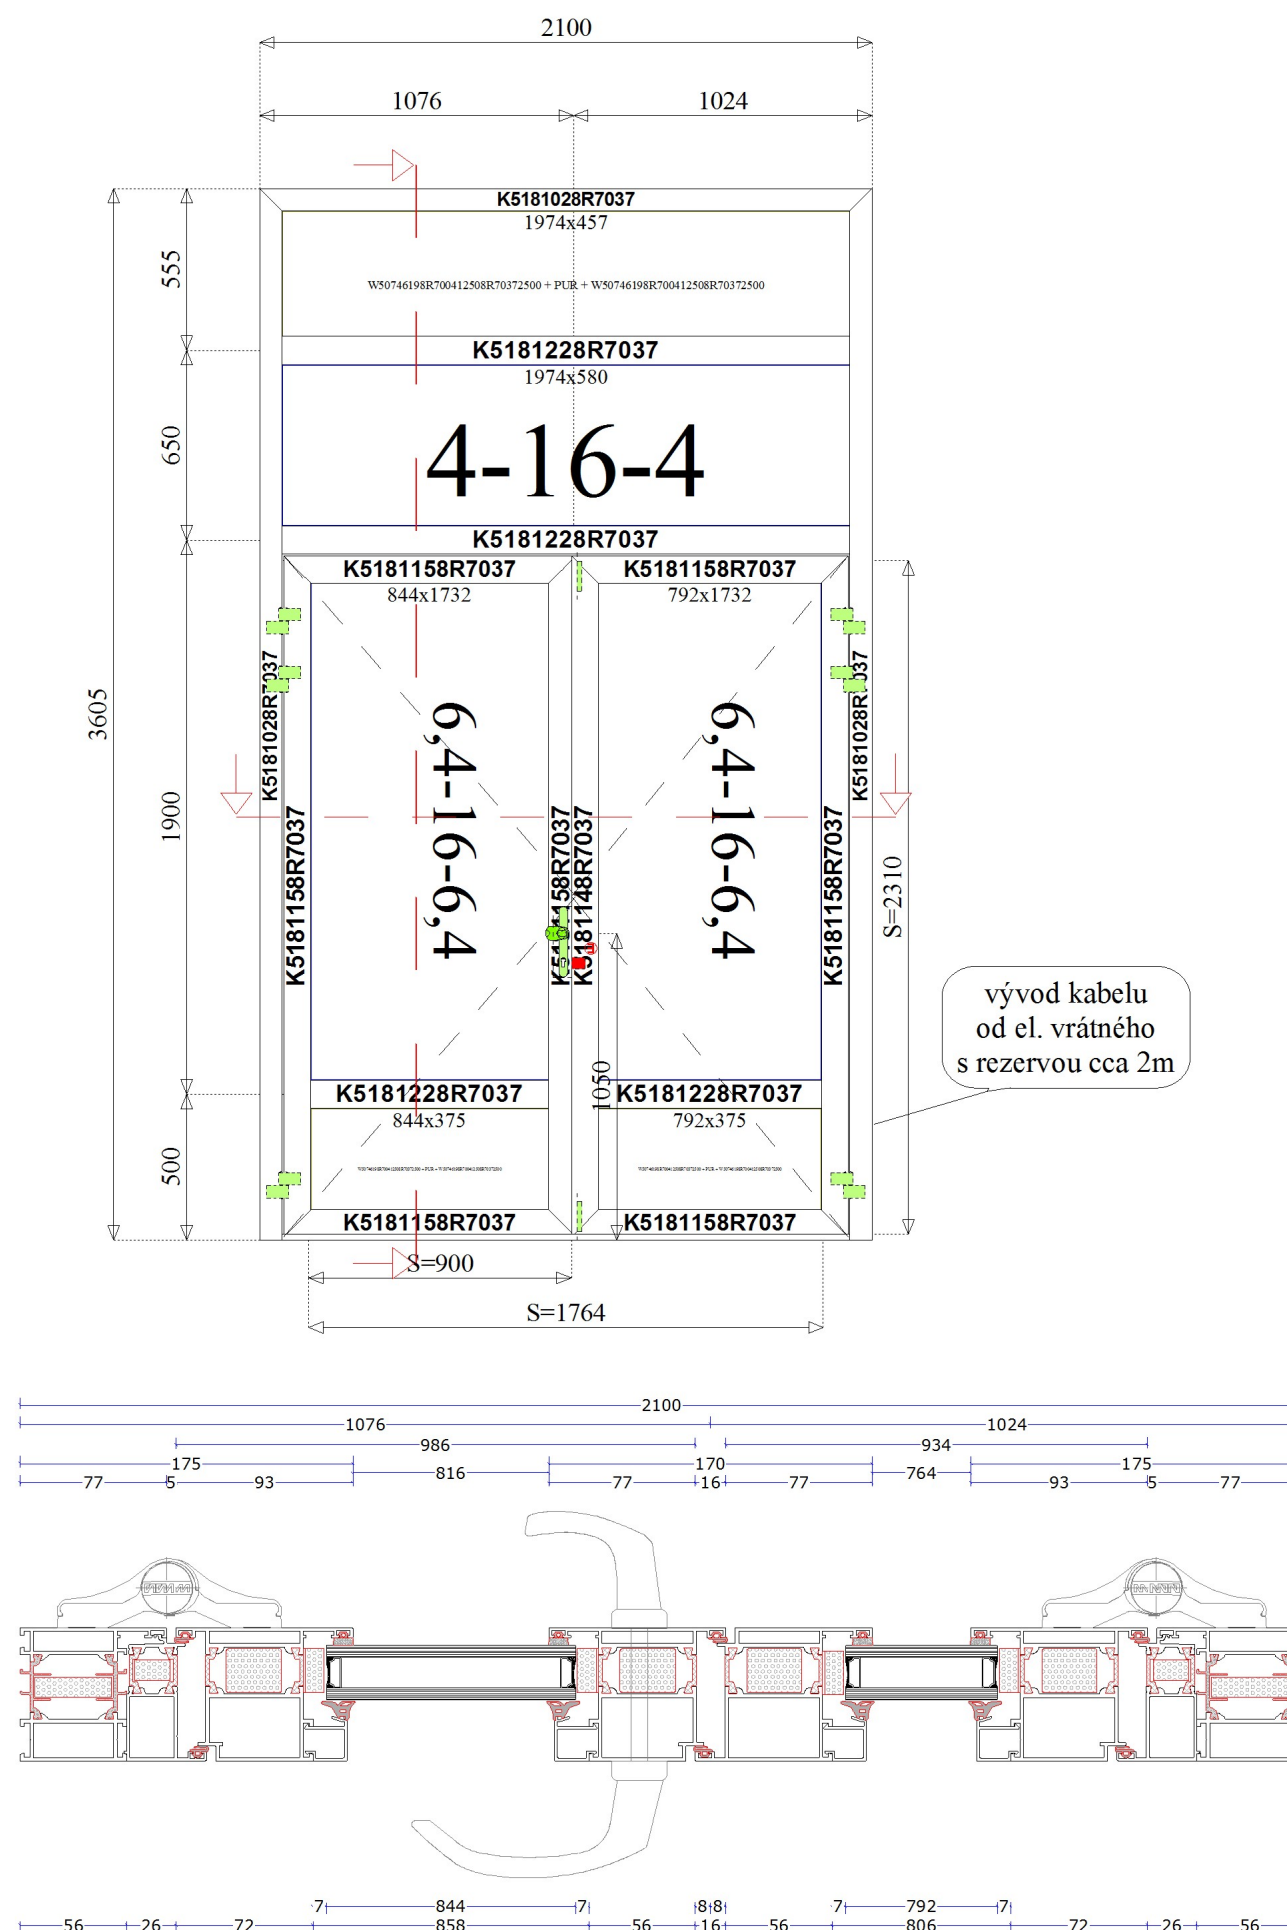 2100
1076
1024
K5181028R7037
1974x457
555
W50746198R700412508R70372500 + PUR + W50746198R700412508R70372500
K5181228R7037
1974x580
650
4-16-4
K5181228R7037
K5181158R7037
K5181158R7037
844x1732
792x1732
K5181028R7037
K5181028R7037
3605
1900
6,4-16-6,4
6,4-16-6,4
K5181158R7037
K5181158R7037
K5181148R7037
K5181158R7037
S=2310
vývod kabelu
od el. vrátného
s rezervou cca 2m
1050
K5181228R7037
K5181228R7037
844x375
792x375
500
K5181158R7037
K5181158R7037
S=900
S=1764
2100
1076
1024
986
934
175
816
170
764
175
77
5
93
77
16
77
93
5
77
7
844
7
8
8
7
792
7
56
26
72
858
56
16
56
806
72
26
56